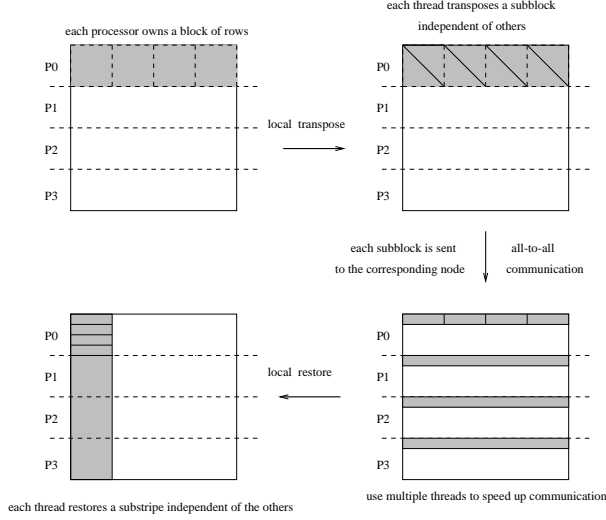 each processor owns a block of rows
P0
P1
P2
P3
local transpose
each thread transposes a subblock
independent of others
P0
P1
P2
P3
each subblock is sent
to the corresponding node
all-to-all
communication
P0
P1
P2
P3
use multiple threads to speed up communication
local restore
P0
P1
P2
P3
each thread restores a substripe independent of the others